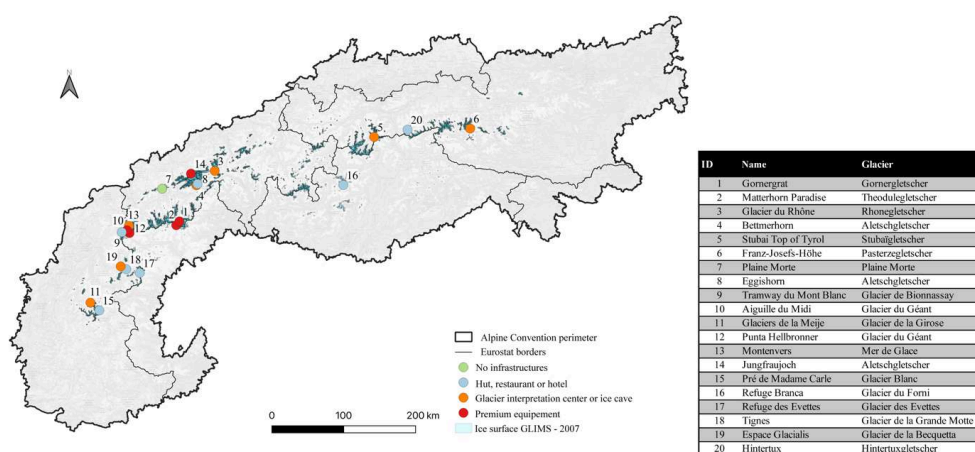 N
14
3
7
8
4
2
1
13
10
12
9
19
18
17
11
15
5
20
6
16
Alpine Convention perimeter
Eurostat borders
No infrastructures
Hut, restaurant or hotel
Glacier interpretation center or ice cave
Premium equipement
Ice surface GLIMS - 2007
0 100 200 km
ID Name Glacier
1 Gornergrat Gornergletscher
2 Matterhorn Paradise Theodulegletscher
3 Glacier du Rhône Rhonegletscher
4 Bettmerhorn Aletschgletscher
5 Stubai Top of Tyrol Stubaïgletscher
6 Franz-Josefs-Höhe Pasterzegletscher
7 Plaine Morte Plaine Morte
8 Eggishorn Aletschgletscher
9 Tramway du Mont Blanc Glacier de Bionnassay
10 Aiguille du Midi Glacier du Géant
11 Glaciers de la Meije Glacier de la Girose
12 Punta Hellbronner Glacier du Géant
13 Montenvers Mer de Glace
14 Jungfraujoch Aletschgletscher
15 Pré de Madame Carle Glacier Blanc
16 Refuge Branca Glacier du Forni
17 Refuge des Evettes Glacier des Evettes
18 Tignes Glacier de la Grande Motte
19 Espace Glacialis Glacier de la Becquetta
20 Hintertux Hintertuxgletscher